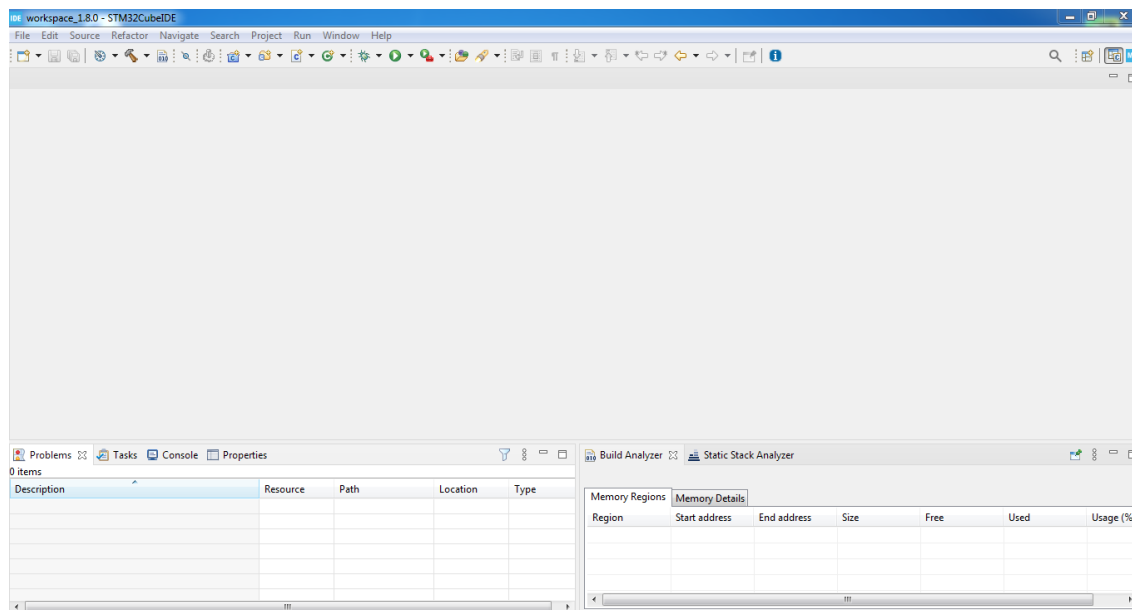 IDE workspace_1.8.0 - STM32CubeIDE
File Edit Source Refactor Navigate Search Project Run Window Help
Problems Tasks Console Properties
0 items
Description Resource Path Location Type
Build Analyzer Static Stack Analyzer
Memory Regions Memory Details
Region Start address End address Size Free Used Usage (%